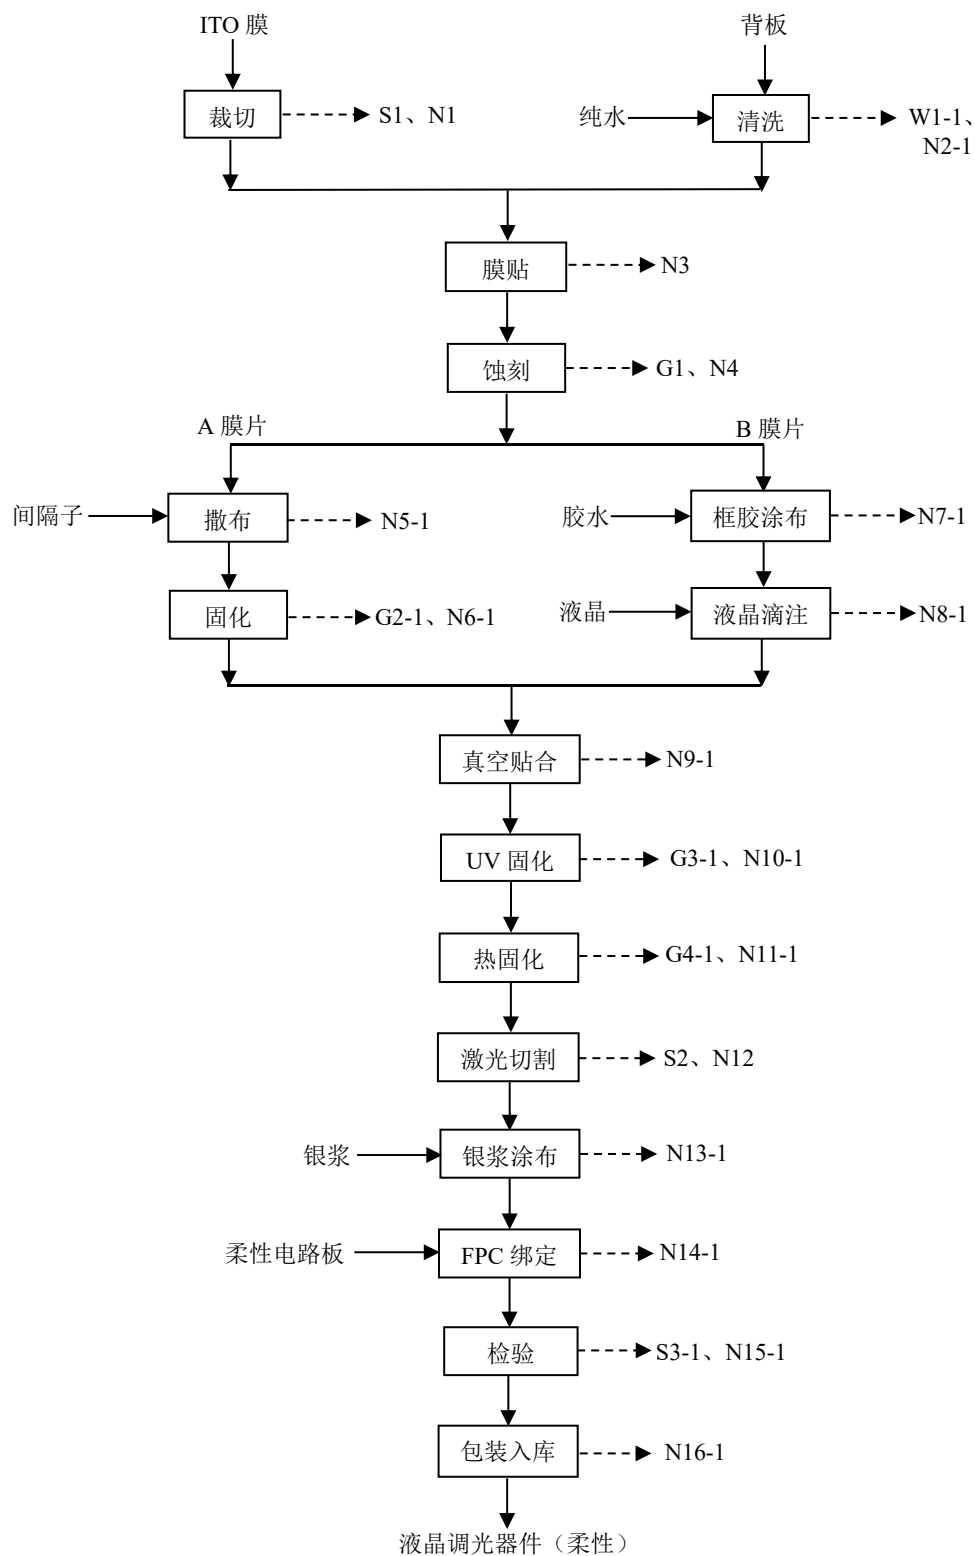 ITO 膜
背板
裁切
S1、N1
纯水
清洗
W1-1、
N2-1
膜贴
N3
蚀刻
G1、N4
A 膜片
B 膜片
间隔子
撒布
N5-1
胶水
框胶涂布
N7-1
固化
G2-1、N6-1
液晶
液晶滴注
N8-1
真空贴合
N9-1
UV 固化
G3-1、N10-1
热固化
G4-1、N11-1
激光切割
S2、N12
银浆
银浆涂布
N13-1
柔性电路板
FPC 绑定
N14-1
检验
S3-1、N15-1
包装入库
N16-1
液晶调光器件（柔性）